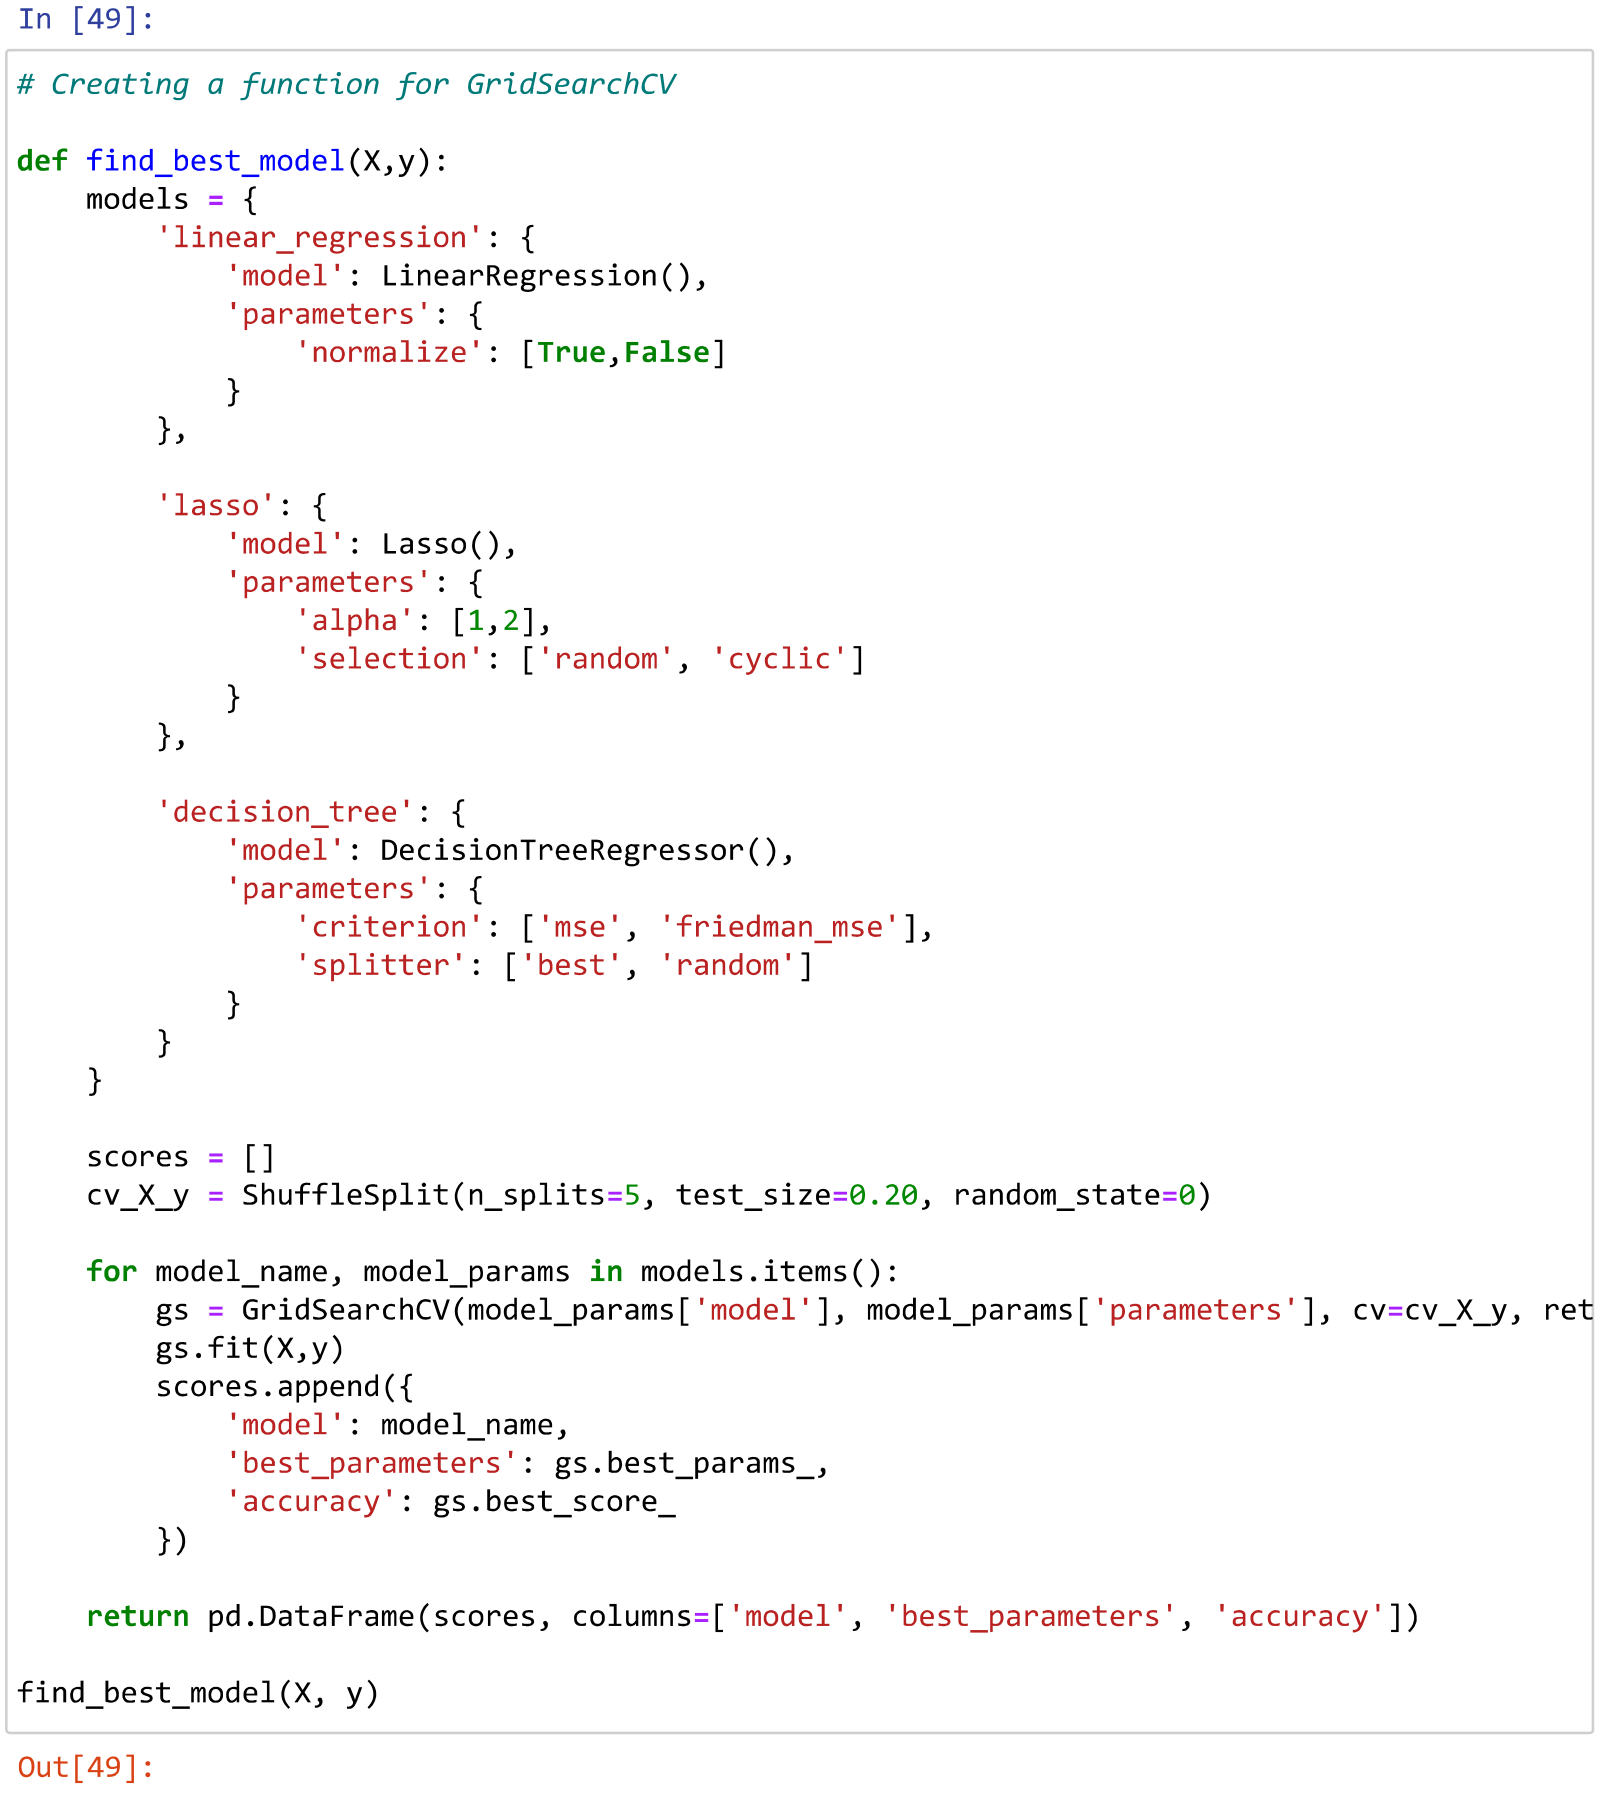 In [49]:
# Creating a function for GridSearchCV
def find_best_model(X,y):
    models = {
        'linear_regression': {
            'model': LinearRegression(),
            'parameters': {
                'normalize': [True,False]
            }
        },
        'lasso': {
            'model': Lasso(),
            'parameters': {
                'alpha': [1,2],
                'selection': ['random', 'cyclic']
            }
        },
        'decision_tree': {
            'model': DecisionTreeRegressor(),
            'parameters': {
                'criterion': ['mse', 'friedman_mse'],
                'splitter': ['best', 'random']
            }
        }
    }
    scores = []
    cv_X_y = ShuffleSplit(n_splits=5, test_size=0.20, random_state=0)
    for model_name, model_params in models.items():
        gs = GridSearchCV(model_params['model'], model_params['parameters'], cv=cv_X_y, ret
        gs.fit(X,y)
        scores.append({
            'model': model_name,
            'best_parameters': gs.best_params_,
            'accuracy': gs.best_score_
        })
    return pd.DataFrame(scores, columns=['model', 'best_parameters', 'accuracy'])
find_best_model(X, y)
Out[49]: